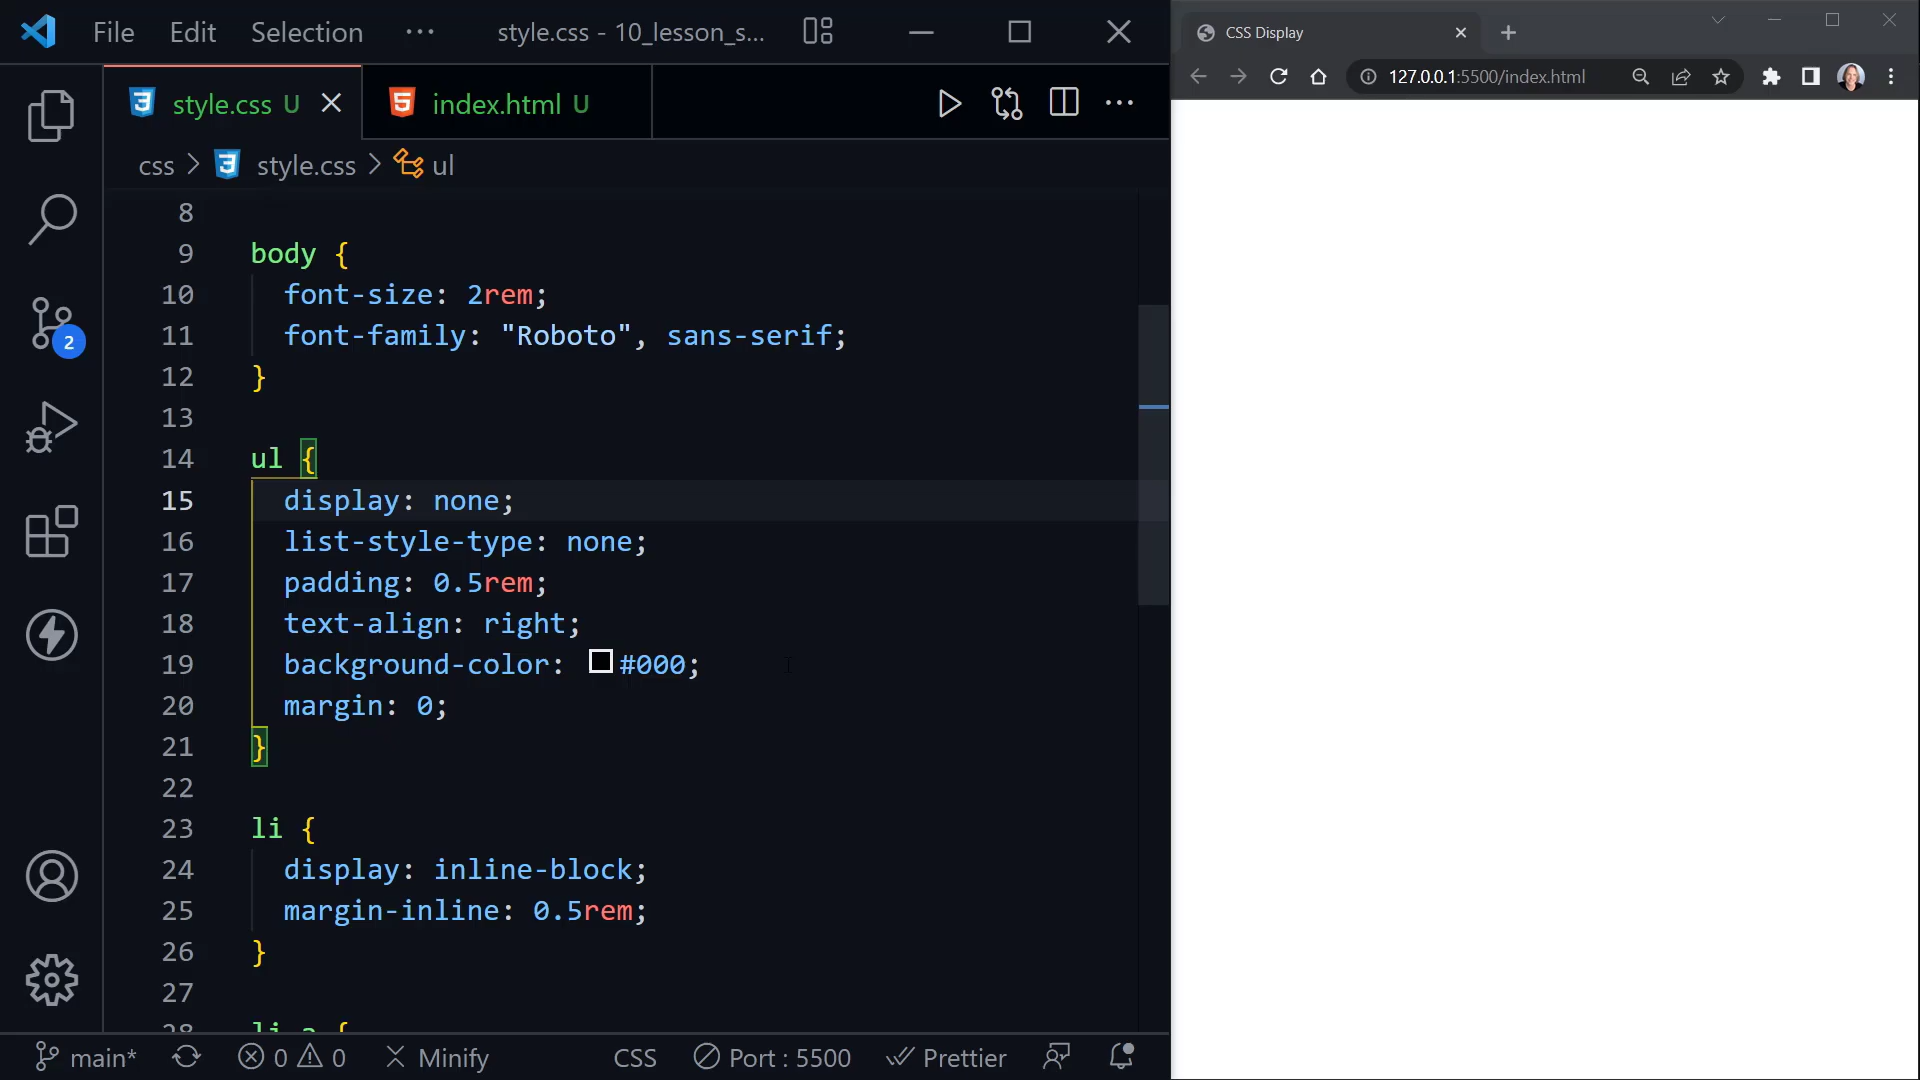 File Edit Selection ··· style.css - 10_lesson_s...
style.css U index.html U
css > style.css > ul
8
9 body {
10 font-size: 2rem;
11 font-family: "Roboto", sans-serif;
12 }
13
14 ul {
15 display: none;
16 list-style-type: none;
17 padding: 0.5rem;
18 text-align: right;
19 background-color: #000;
20 margin: 0;
21 }
22
23 li {
24 display: inline-block;
25 margin-inline: 0.5rem;
26 }
27
28 li a {
2
main* 0 0 Minify CSS Port : 5500 Prettier
CSS Display
127.0.0.1:5500/index.html